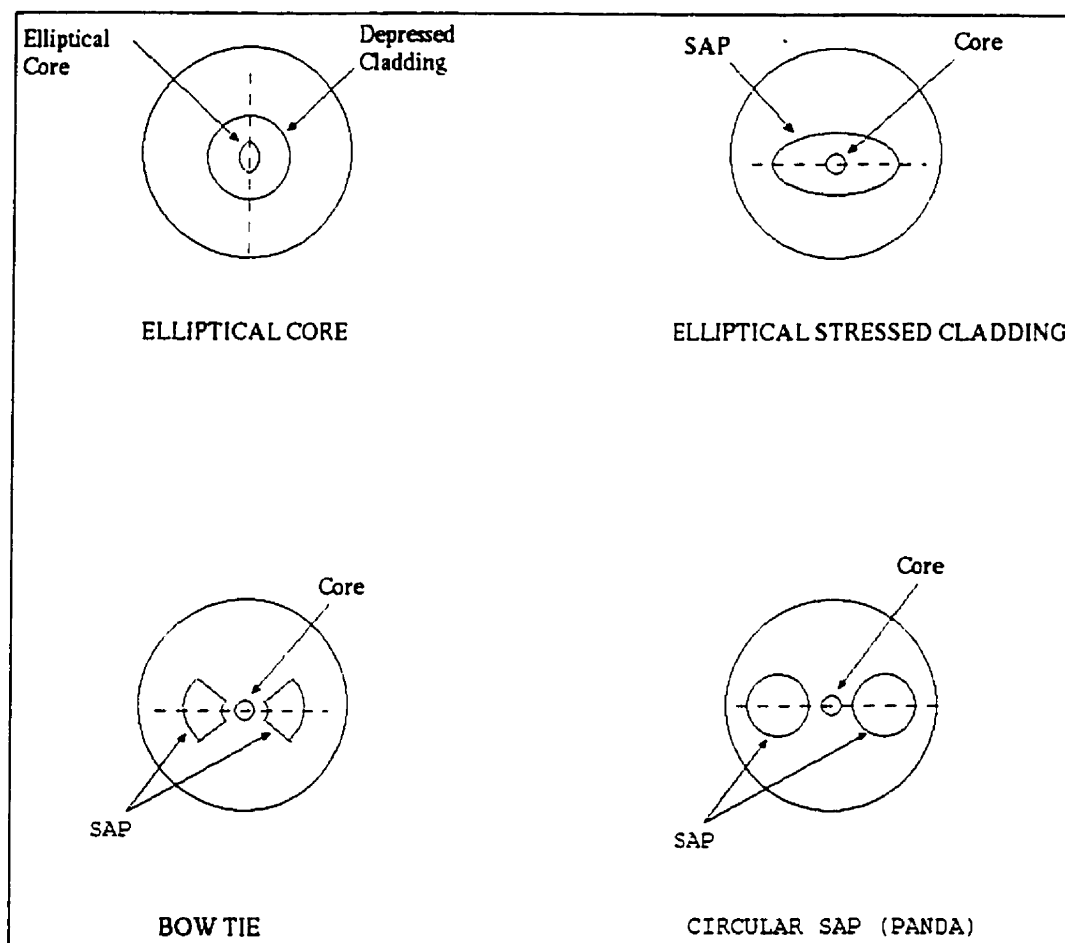 Elliptical
Core
Depressed
Cladding
SAP
Core
ELLIPTICAL CORE
ELLIPTICAL STRESSED CLADDING
Core
SAP
BOW TIE
Core
SAP
CIRCULAR SAP (PANDA)